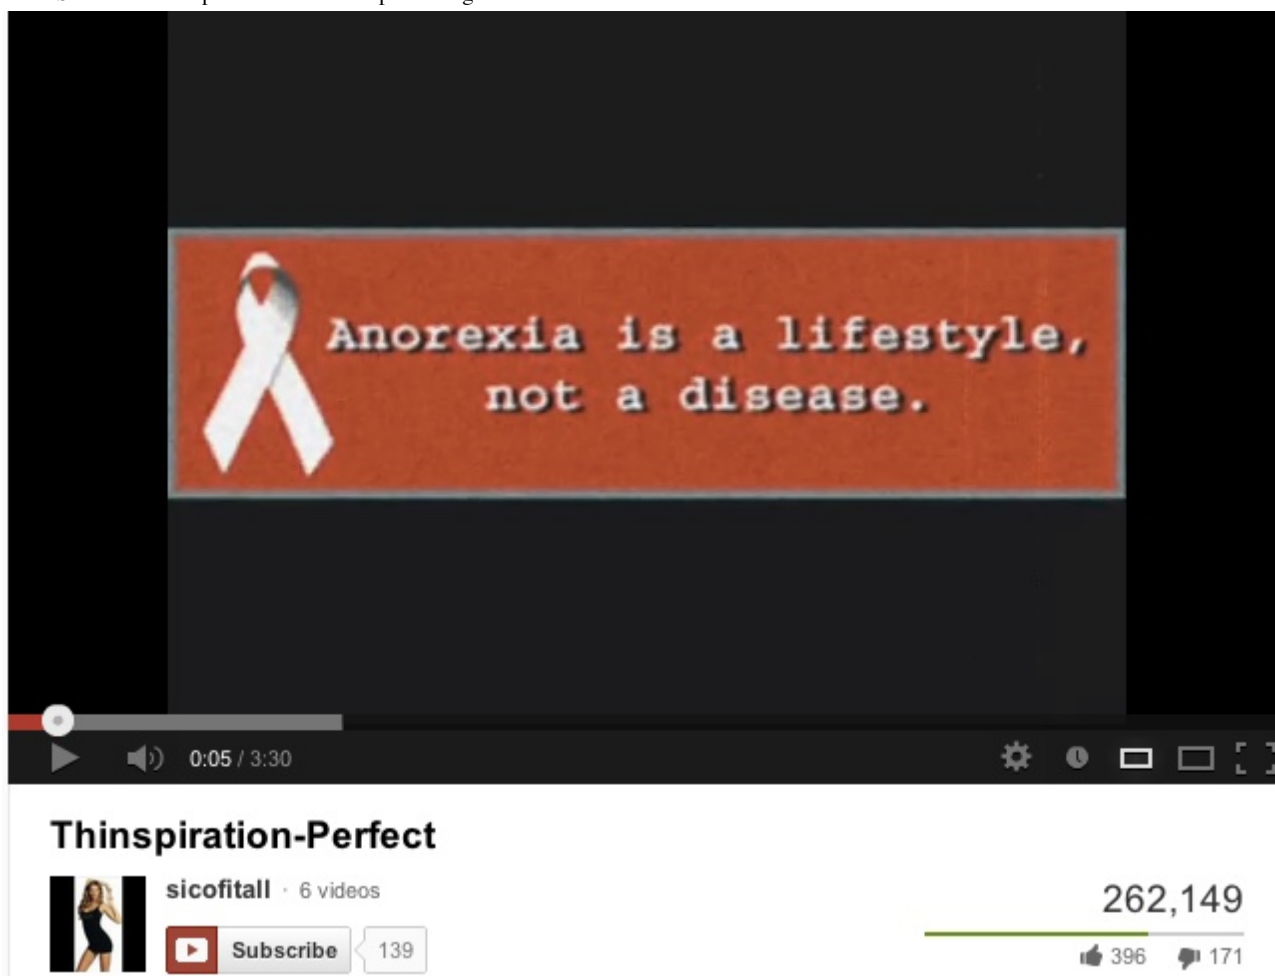 Anorexia is a lifestyle,
not a disease.
0:05 / 3:30
Thinspiration-Perfect
sicofitall · 6 videos
262,149
Subscribe 139
396 171